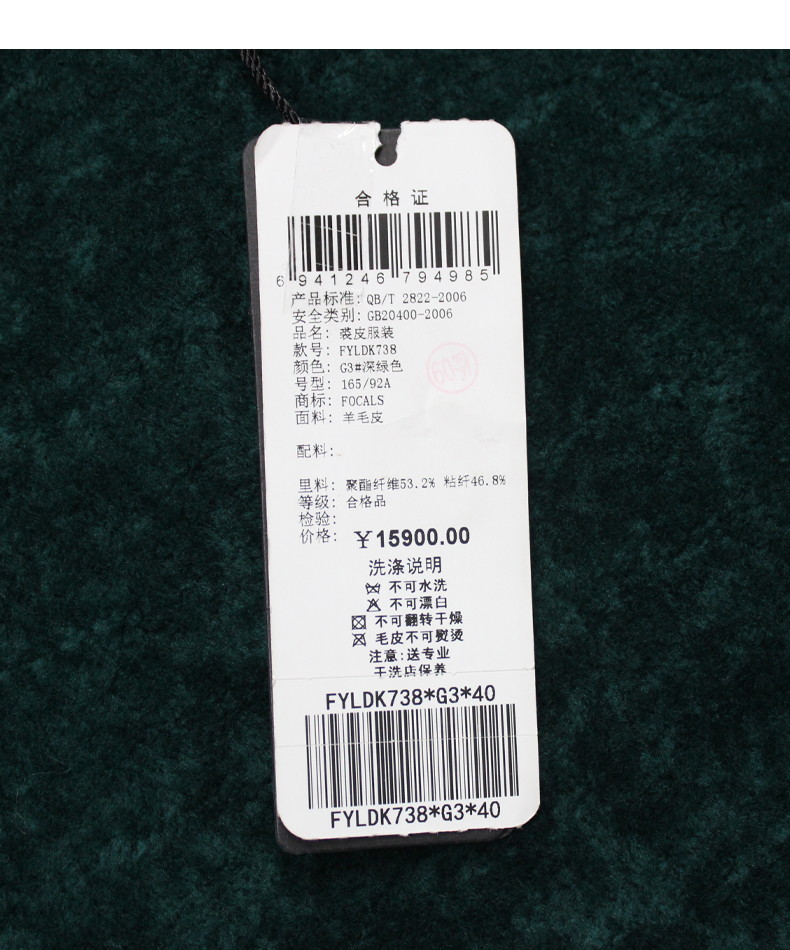 合格证
6 941246 794985
产品标准: QB/T 2822-2006
安全类别: GB20400-2006
品名: 裘皮服装
款号: FYLDK738
颜色: G3#深绿色
号型: 165/92A
商标: FOCALS
面料: 羊毛皮
配料:
里料: 聚酯纤维53.2% 粘纤46.8%
等级: 合格品
检验:
价格: ¥15900.00
洗涤说明
不可水洗
不可漂白
不可翻转干燥
毛皮不可熨烫
注意:送专业
干洗店保养
FYLDK738*G3*40
FYLDK738*G3*40